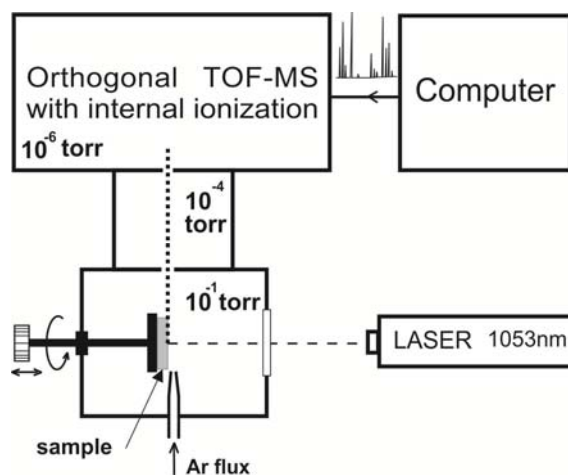 Orthogonal TOF-MS
with internal ionization
10⁻⁶ torr
Computer
10⁻⁴
torr
10⁻¹ torr
LASER 1053nm
sample
Ar flux